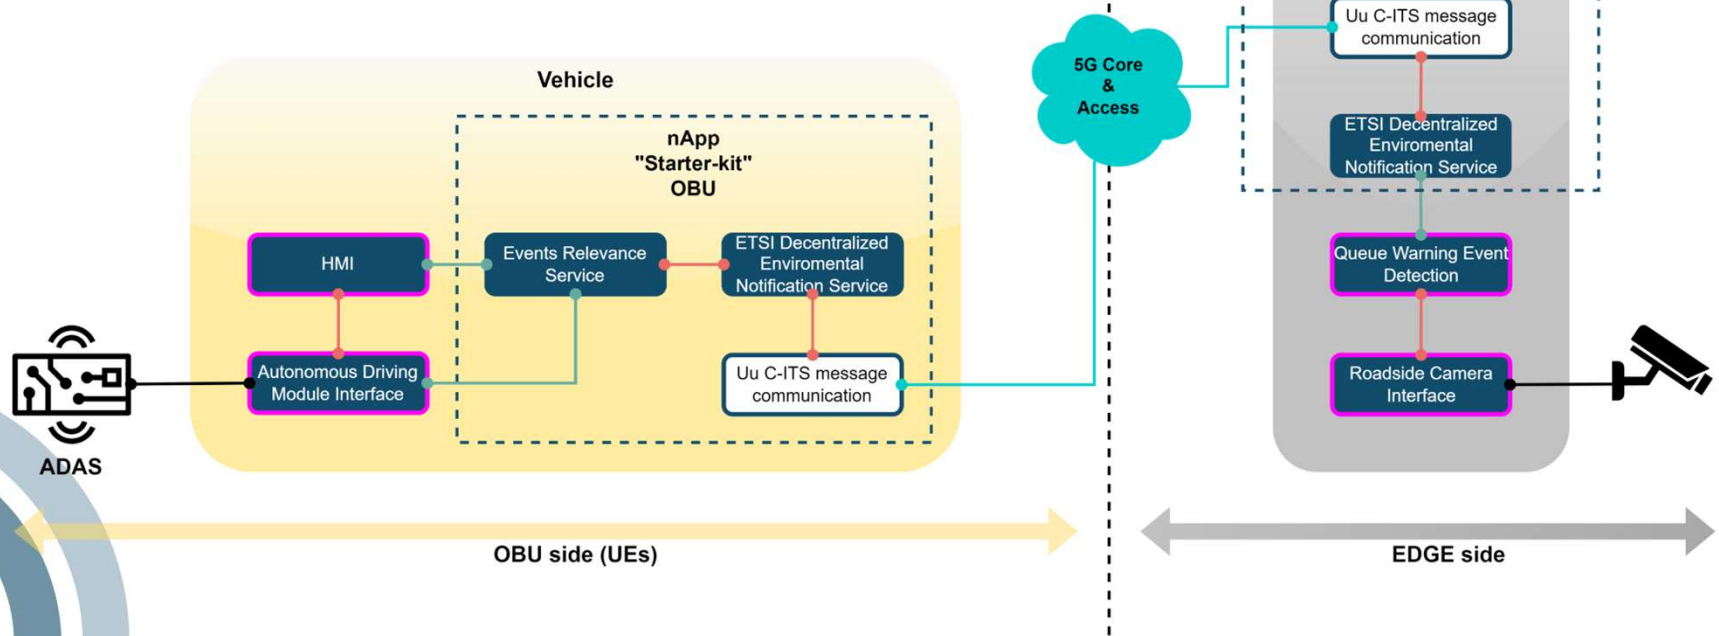 Vehicle
nApp
"Starter-kit"
OBU
HMI
Events Relevance
Service
ETSI Decentralized
Enviromental
Notification Service
Autonomous Driving
Module Interface
Uu C-ITS message
communication
ADAS
OBU side (UEs)
5G Core
&
Access
Uu C-ITS message
communication
ETSI Decentralized
Enviromental
Notification Service
Queue Warning Event
Detection
Roadside Camera
Interface
EDGE side